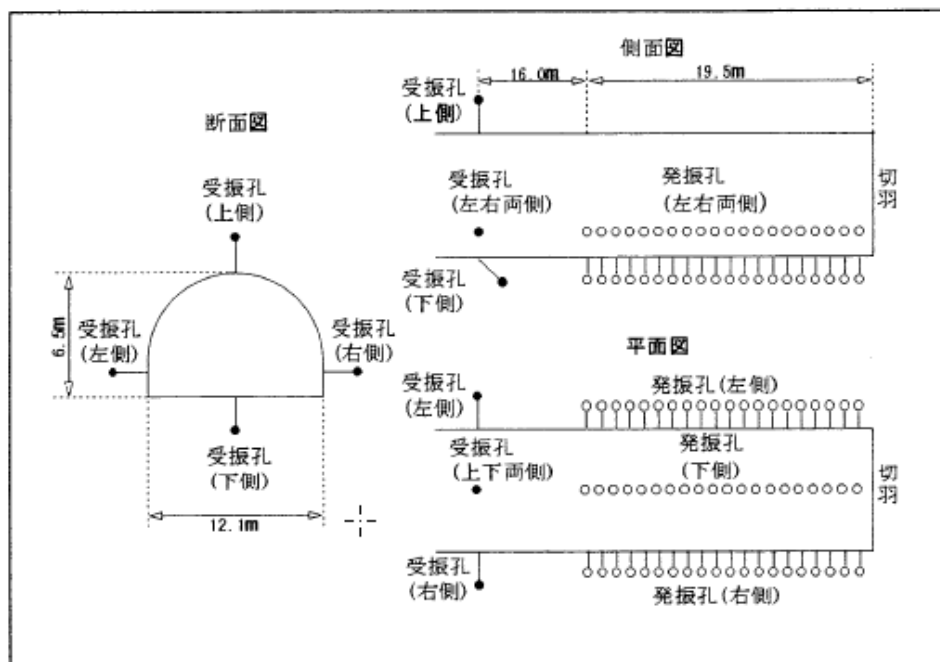 断面図
受振孔
(上側)
6.5m
受振孔
(左側)
受振孔
(右側)
受振孔
(下側)
12.1m
側面図
16.0m
19.5m
受振孔
(上側)
受振孔
(左右両側)
発振孔
(左右両側)
切羽
受振孔
(下側)
平面図
受振孔
(左側)
発振孔(左側)
受振孔
(上下両側)
発振孔
(下側)
切羽
受振孔
(右側)
発振孔(右側)